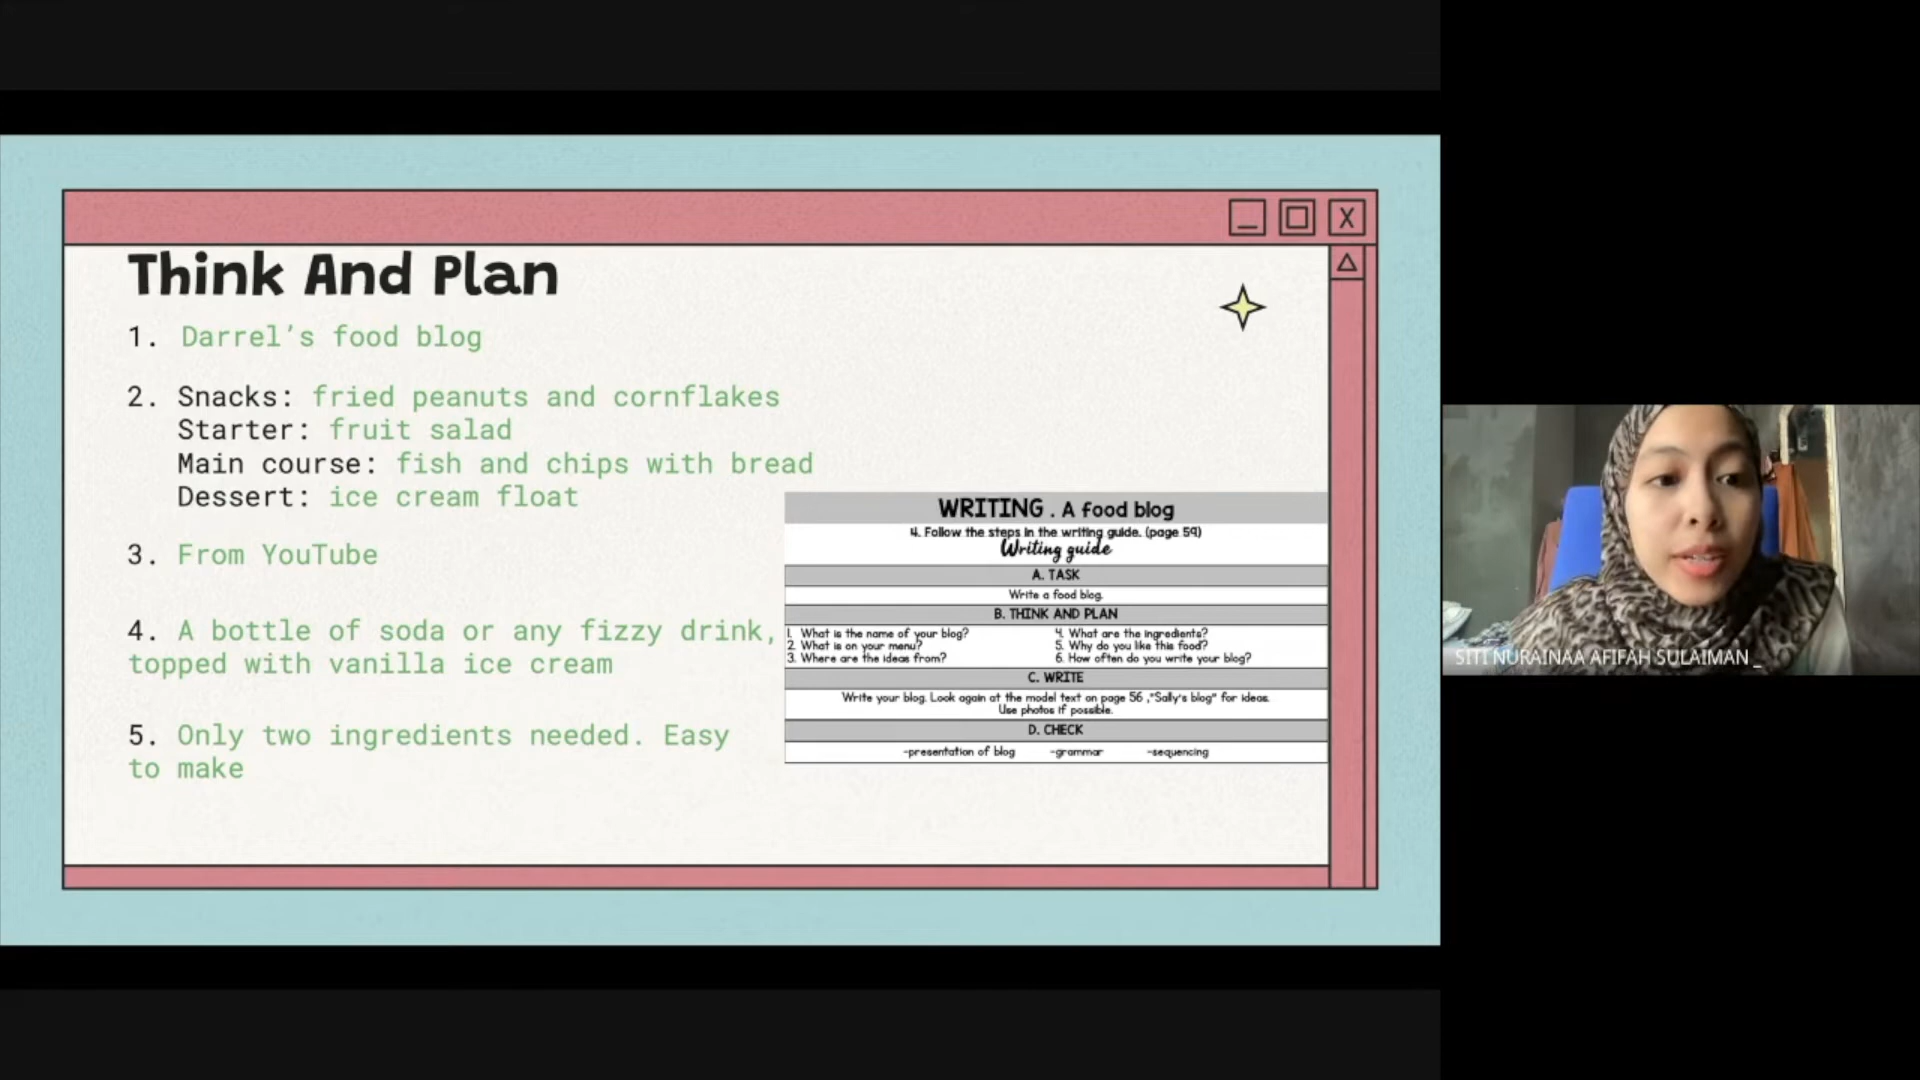 Think And Plan
1. Darrel’s food blog
2. Snacks: fried peanuts and cornflakes
Starter: fruit salad
Main course: fish and chips with bread
Dessert: ice cream float
3. From YouTube
4. A bottle of soda or any fizzy drink,
topped with vanilla ice cream
5. Only two ingredients needed. Easy
to make
WRITING . A food blog
4. Follow the steps in the writing guide. (page 59)
Writing guide
A. TASK
Write a food blog.
B. THINK AND PLAN
1. What is the name of your blog?
2. What is on your menu?
3. Where are the ideas from?
4. What are the ingredients?
5. Why do you like this food?
6. How often do you write your blog?
C. WRITE
Write your blog. Look again at the model text on page 56 ,"Sally's blog" for ideas.
Use photos if possible.
D. CHECK
-presentation of blog -grammar -sequencing
SITI NURAINAA AFIFAH SULAIMAN _